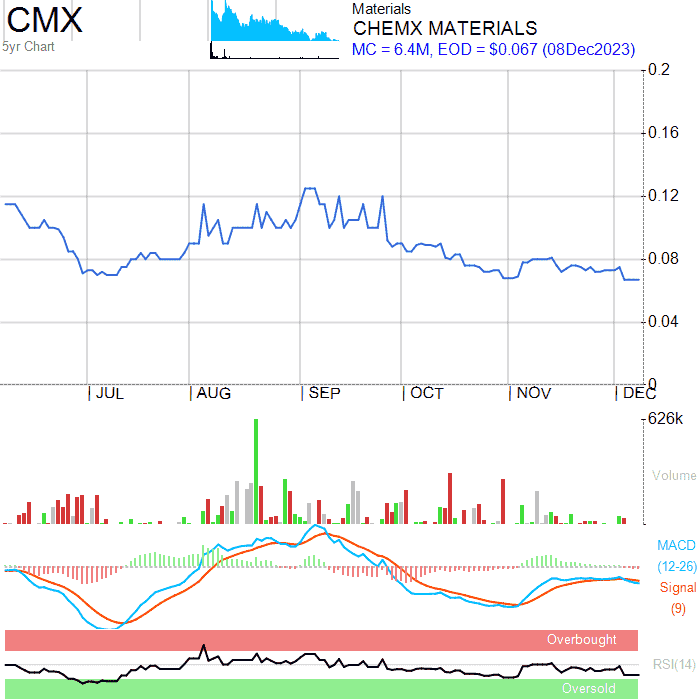 CMX
5yr Chart
Materials
CHEMX MATERIALS
MC = 6.4M, EOD = $0.067 (08Dec2023)
0.2
0.16
0.12
0.08
0.04
0
JUL AUG SEP OCT NOV DEC
626k
Volume
MACD
(12-26)
Signal
(9)
Overbought
RSI(14)
Oversold